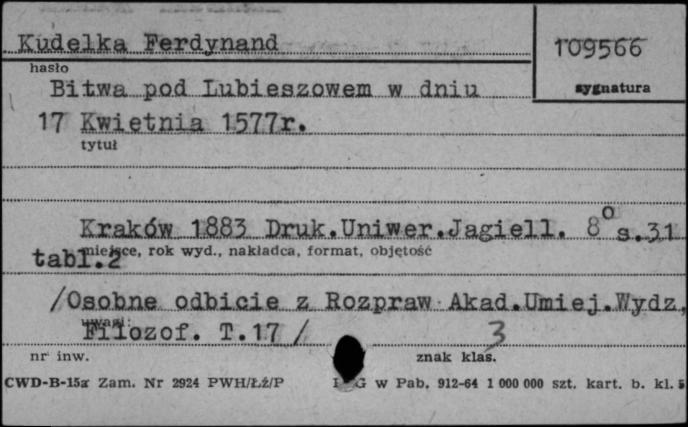 Kudelka Ferdynand
109566
hasło
sygnatura
Bitwa pod Lubieszowem w dniu
17 Kwietnia 1577r.
tytuł
Kraków 1883 Druk.Uniwer.Jagiell. 8° s.31
miejsce, rok wyd., nakładca, format, objętość
tabl.2
/Osobne odbicie z Rozpraw Akad.Umiej.Wydz,
uwagi:
Filozof. T.17/
3
nr inw.
znak klas.
CWD-B-15a Zam. Nr 2924 PWH/Łź/P
w Pab. 912-64 1 000 000 szt. kart. b. kl. 5